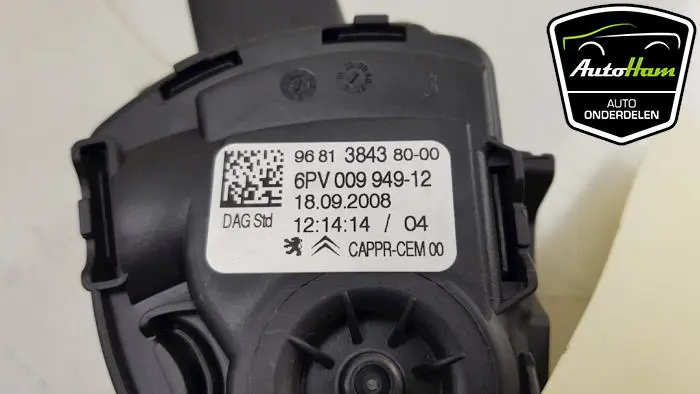 AutoHam
AUTO
ONDERDELEN
96 81 3843 80-00
6PV 009 949-12
18.09.2008
DAG Std
12:14:14 / 04
CAPPR-CEM 00